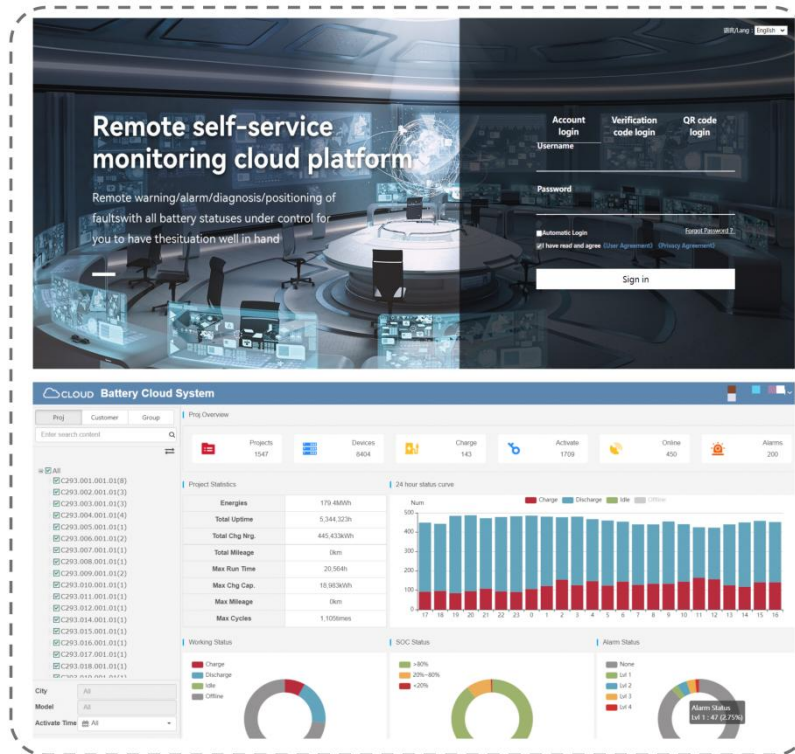 语言/Lang : English
Remote self-service
monitoring cloud platform
Remote warning/alarm/diagnosis/positioning of
faultswith all battery statuses under control for
you to have thesituation well in hand
Account login
Verification code login
QR code login
Username
Password
Automatic Login
Forgot Password ?
I have read and agree (User Agreement) (Privacy Agreement)
Sign in
CLOUD Battery Cloud System
Proj Customer Group
Enter search content
All
C293.001.001.01(8)
C293.002.001.01(3)
C293.003.001.01(3)
C293.004.001.01(4)
C293.005.001.01(1)
C293.006.001.01(2)
C293.007.001.01(1)
C293.008.001.01(1)
C293.009.001.01(2)
C293.010.001.01(1)
C293.011.001.01(1)
C293.012.001.01(1)
C293.014.001.01(1)
C293.015.001.01(1)
C293.016.001.01(1)
C293.017.001.01(1)
C293.018.001.01(1)
City All
Model All
Activate Time All
Proj Overview
Projects 1547
Devices 6404
Charge 143
Activate 1709
Online 450
Alarms 200
Project Statistics
Energies 179.4MWh
Total Uptime 5,344,323h
Total Chg Nrg. 445,433kWh
Total Mileage 0km
Max Run Time 20,564h
Max Chg Cap. 18,983kWh
Max Mileage 0km
Max Cycles 1,105times
24 hour status curve
Num
Charge Discharge Idle Offline
500
400
300
200
100
0
17 18 19 20 21 22 23 0 1 2 3 4 5 6 7 8 9 10 11 12 13 14 15 16
Working Status
Charge
Discharge
Idle
Offline
SOC Status
>80%
20%~80%
<20%
Alarm Status
None
Lvl 1
Lvl 2
Lvl 3
Lvl 4
Alarm Status
Lvl 1 : 47 (2.75%)